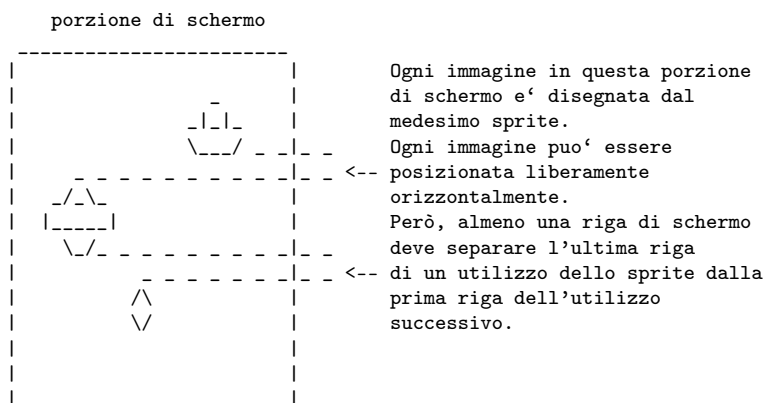 porzione di schermo
Ogni immagine in questa porzione
di schermo e‘ disegnata dal
medesimo sprite.
Ogni immagine puo‘ essere
<-- posizionata liberamente
orizzontalmente.
Però, almeno una riga di schermo
deve separare l'ultima riga
<-- di un utilizzo dello sprite dalla
prima riga dell'utilizzo
successivo.